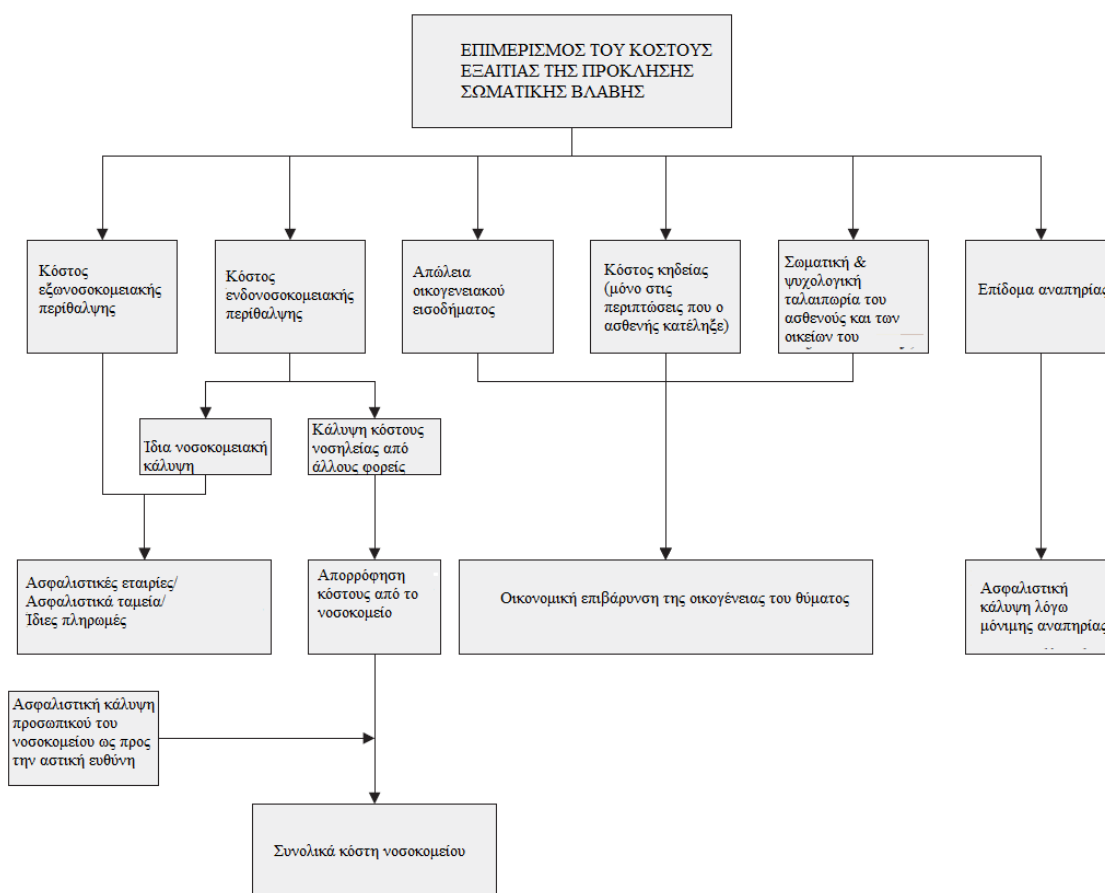 ΕΠΙΜΕΡΙΣΜΟΣ ΤΟΥ ΚΟΣΤΟΥΣ
ΕΞΑΙΤΙΑΣ ΤΗΣ ΠΡΟΚΛΗΣΗΣ
ΣΩΜΑΤΙΚΗΣ ΒΛΑΒΗΣ
Κόστος
εξωνοσοκομειακής
περίθαλψης
Κόστος
ενδονοσοκομειακής
περίθαλψης
Απώλεια
οικογενειακού
εισοδήματος
Κόστος κηδείας
(μόνο στις
περιπτώσεις που ο
ασθενής κατέληξε)
Σωματική &
ψυχολογική
ταλαιπωρία του
ασθενούς και των
οικείων του
Επίδομα αναπηρίας
Ίδια νοσοκομειακή
κάλυψη
Κάλυψη κόστους
νοσηλείας από
άλλους φορείς
Ασφαλιστικές εταιρίες/
Ασφαλιστικά ταμεία/
Ίδιες πληρωμές
Απορρόφηση
κόστους από το
νοσοκομείο
Οικονομική επιβάρυνση της οικογένειας του θύματος
Ασφαλιστική
κάλυψη λόγω
μόνιμης αναπηρίας
Ασφαλιστική κάλυψη
προσωπικού του
νοσοκομείου ως προς
την αστική ευθύνη
Συνολικά κόστη νοσοκομείου